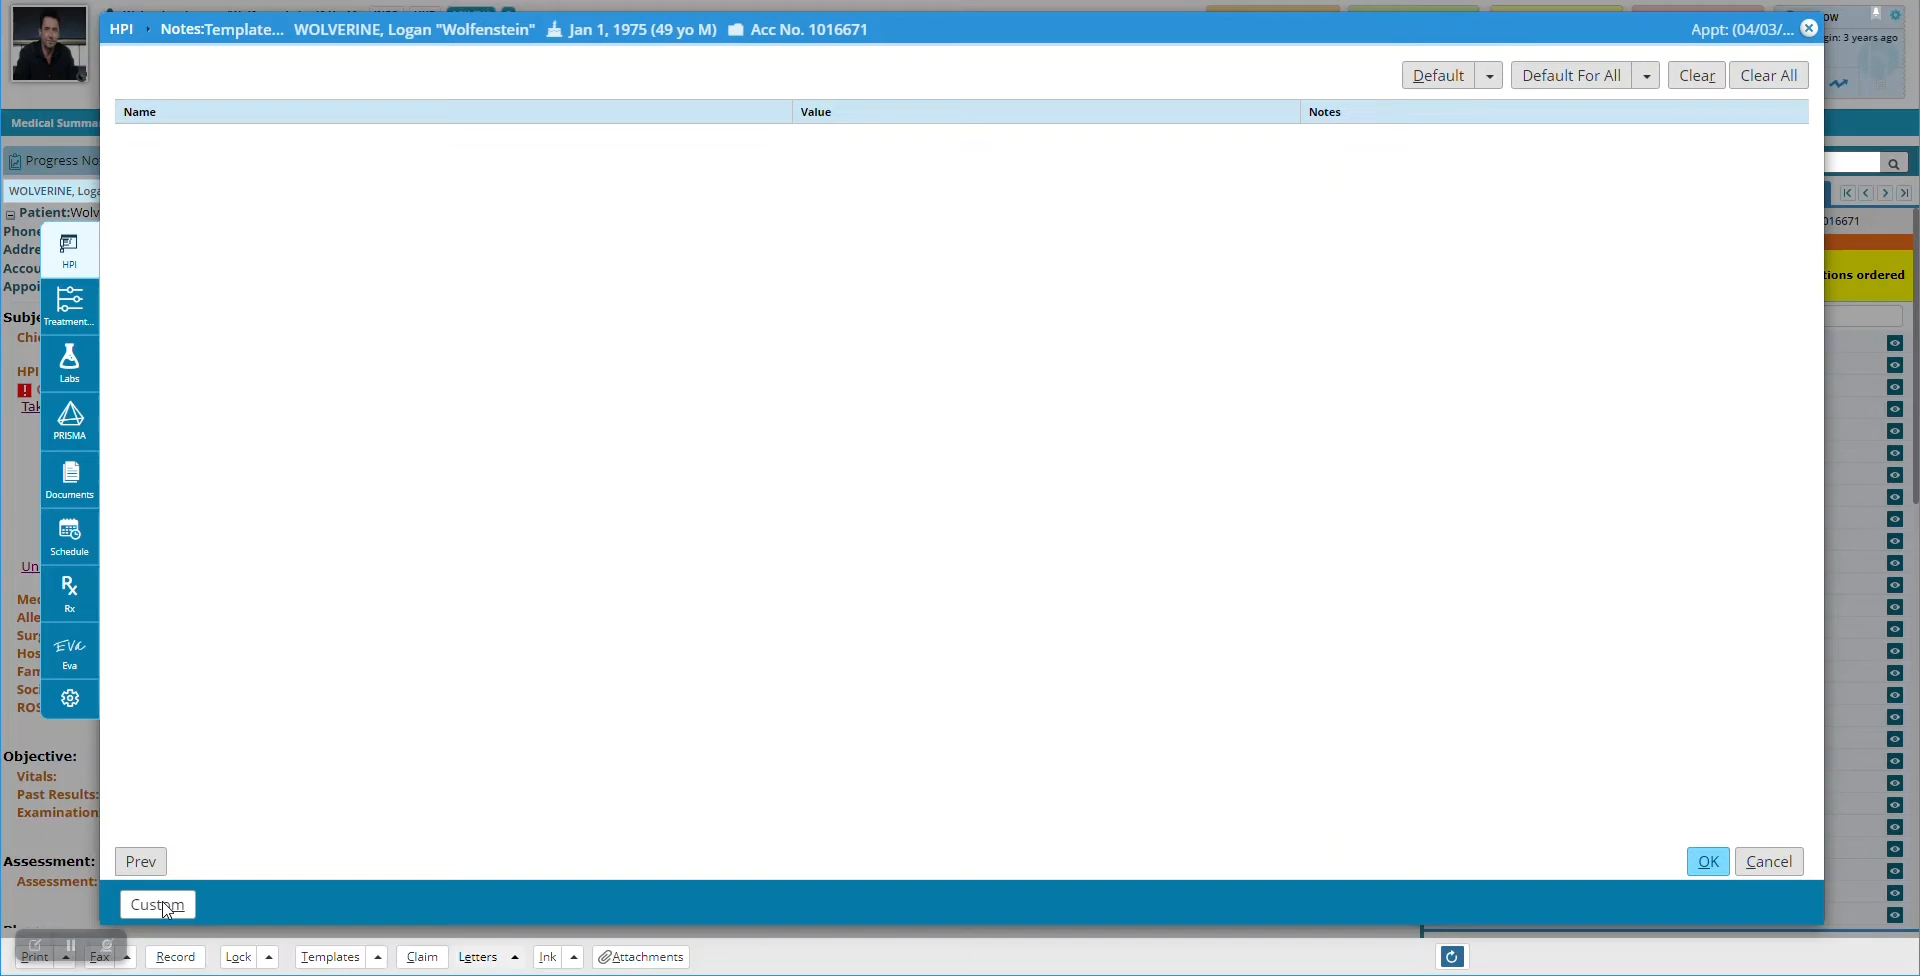 HPI
Notes:Template...
WOLVERINE, Logan "Wolfenstein"
Jan 1, 1975 (49 yo M)
Acc No. 1016671
Appt: (04/03/...
gin: 3 years ago
Default
Default For All
Clear
Clear All
Name
Value
Notes
Medical Summa
Progress No
WOLVERINE, Loga
Patient:Wolv
Phone
Addre
Accou
Appoi
016671
tions ordered
Subje
Chi
HPI
Tak
Un
Med
Alle
Surg
Hos
Fam
Soci
ROS
HPI
Treatment...
Labs
PRISMA
Documents
Schedule
Rx
Rx
Eva
Eva
Objective:
Vitals:
Past Results:
Examination
Assessment:
Assessment:
Prev
OK
Cancel
Custom
Print
Fax
Record
Lock
Templates
Claim
Letters
Ink
Attachments